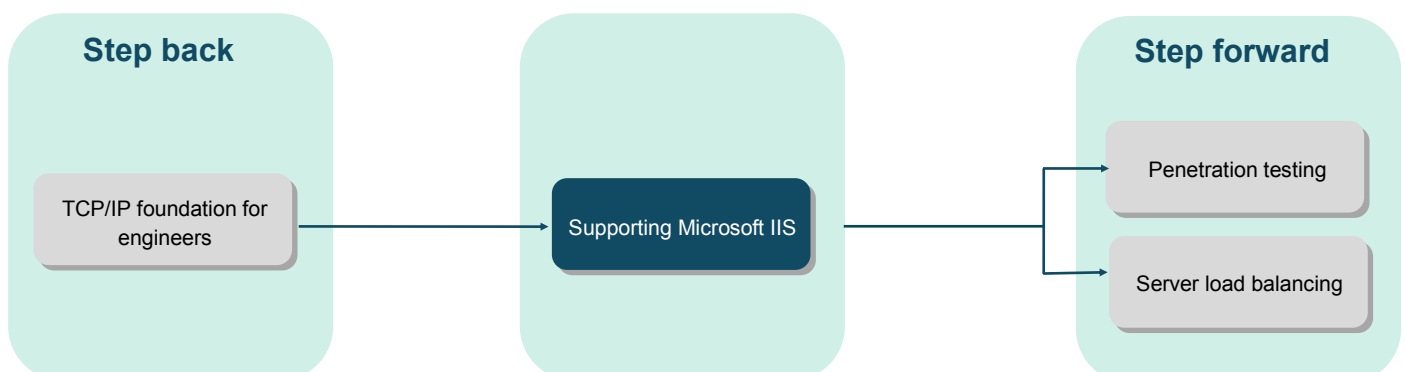 Step back
TCP/IP foundation for
engineers
Supporting Microsoft IIS
Step forward
Penetration testing
Server load balancing